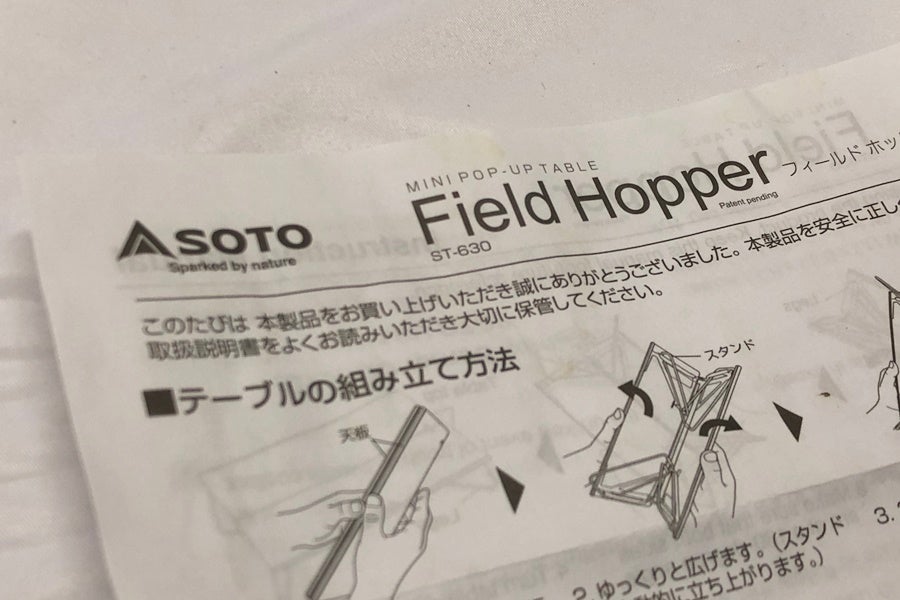 MINI POP-UP TABLE
Field Hopper フィールド ホッ
Patent pending
ST-630
SOTO
Sparked by nature
このたびは 本製品をお買い上げいただき誠にありがとうございました。本製品を安全に正し
取扱説明書をよくお読みいただき大切に保管してください。
■テーブルの組み立て方法
天板
スタンド
2.ゆっくりと広げます。(スタンド
動的に立ち上がります。)
3.